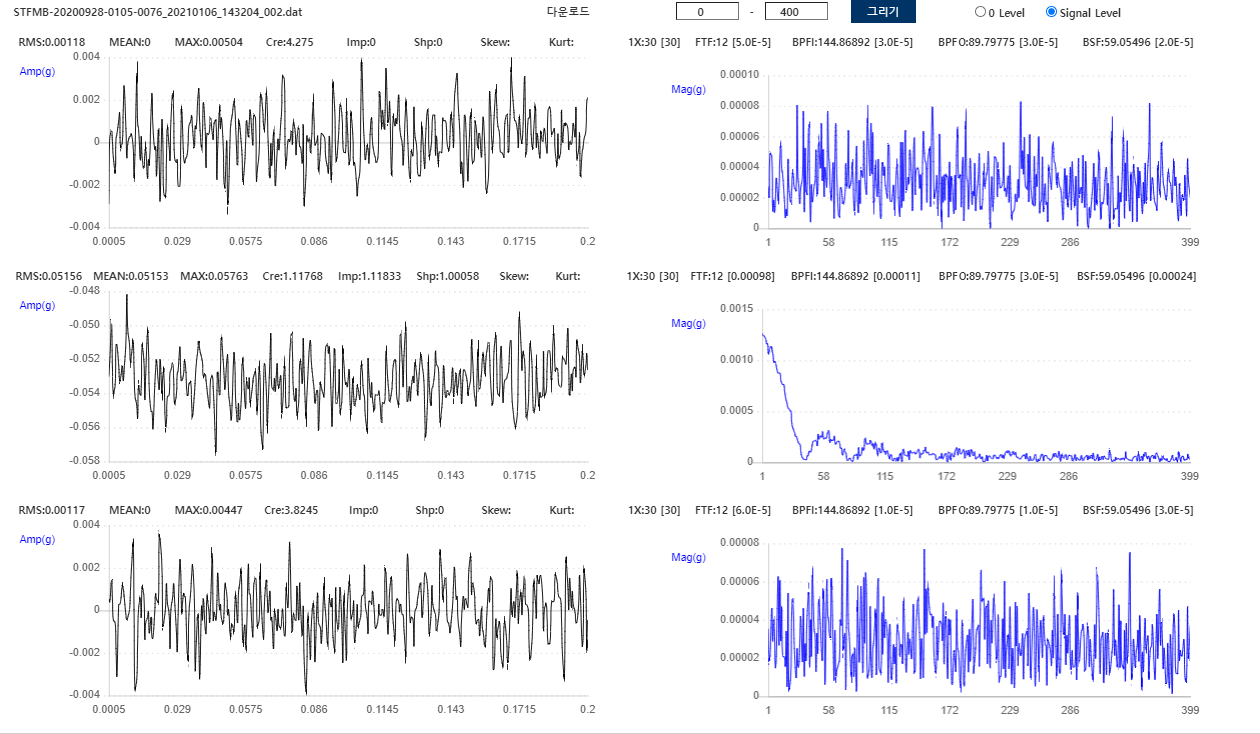 STFMB-20200928-0105-0076_20210106_143204_002.dat 다운로드 0 - 400 그리기 0 Level Signal Level
RMS:0.00118 MEAN:0 MAX:0.00504 Cre:4.275 Imp:0 Shp:0 Skew: Kurt:
Amp(g)
0.004
0.002
0
-0.002
-0.004
0.0005 0.029 0.0575 0.086 0.1145 0.143 0.1715 0.2
1X:30 [30] FTF:12 [5.0E-5] BPFI:144.86892 [3.0E-5] BPFO:89.79775 [3.0E-5] BSF:59.05496 [2.0E-5]
Mag(g)
0.00010
0.00008
0.00006
0.00004
0.00002
0
1 58 115 172 229 286 399
RMS:0.05156 MEAN:0.05153 MAX:0.05763 Cre:1.11768 Imp:1.11833 Shp:1.00058 Skew: Kurt:
Amp(g)
-0.048
-0.050
-0.052
-0.054
-0.056
-0.058
0.0005 0.029 0.0575 0.086 0.1145 0.143 0.1715 0.2
1X:30 [30] FTF:12 [0.00098] BPFI:144.86892 [0.00011] BPFO:89.79775 [3.0E-5] BSF:59.05496 [0.00024]
Mag(g)
0.0015
0.0010
0.0005
0
1 58 115 172 229 286 399
RMS:0.00117 MEAN:0 MAX:0.00447 Cre:3.8245 Imp:0 Shp:0 Skew: Kurt:
Amp(g)
0.004
0.002
0
-0.002
-0.004
0.0005 0.029 0.0575 0.086 0.1145 0.143 0.1715 0.2
1X:30 [30] FTF:12 [6.0E-5] BPFI:144.86892 [1.0E-5] BPFO:89.79775 [1.0E-5] BSF:59.05496 [3.0E-5]
Mag(g)
0.00008
0.00006
0.00004
0.00002
0
1 58 115 172 229 286 399